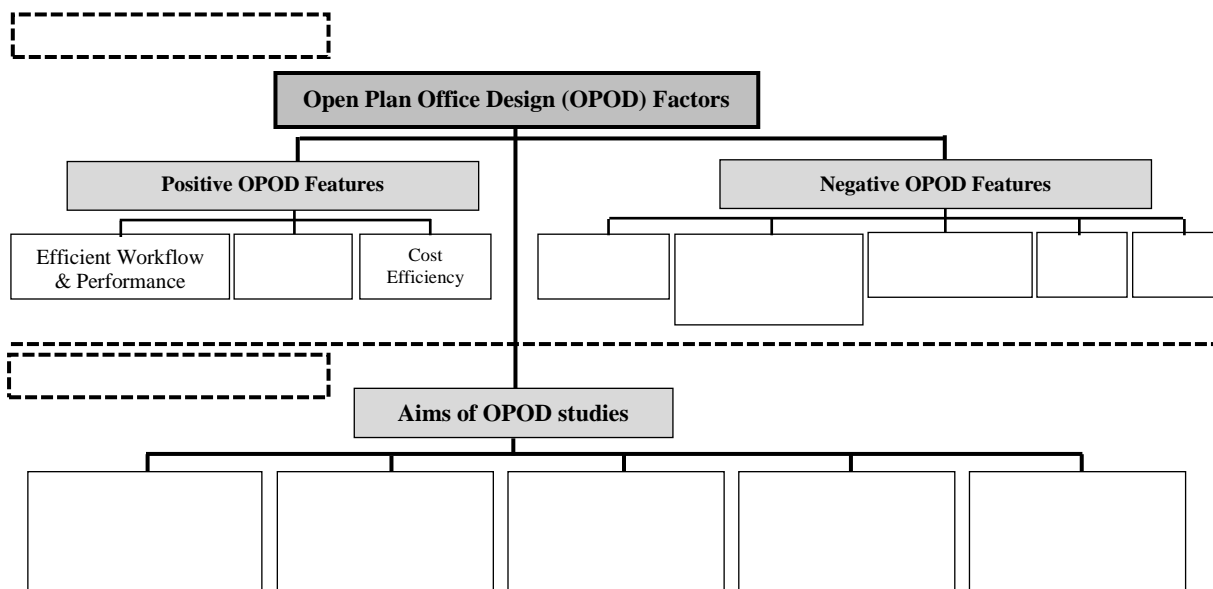 Open Plan Office Design (OPOD) Factors
Positive OPOD Features
Negative OPOD Features
Efficient Workflow
& Performance
Cost
Efficiency
Aims of OPOD studies